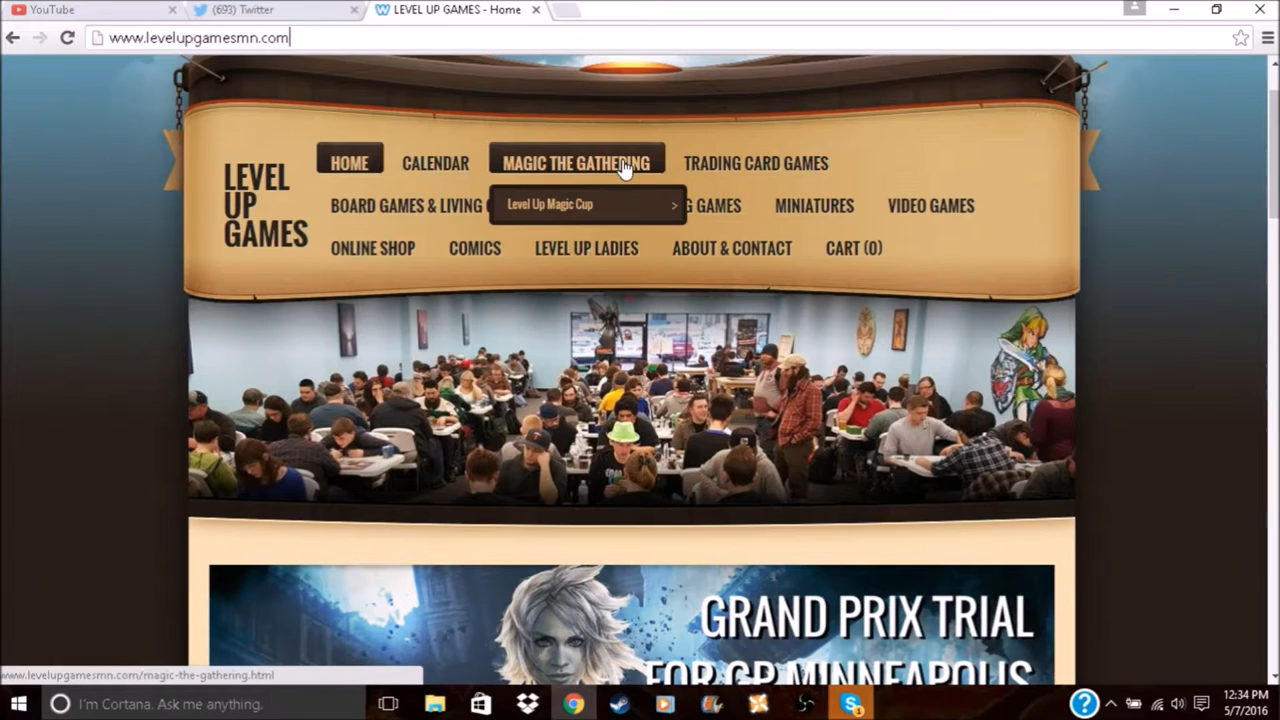 YouTube
(693) Twitter
LEVEL UP GAMES - Home
www.levelupgamesmn.com
LEVEL
UP
GAMES
HOME
CALENDAR
MAGIC THE GATHERING
TRADING CARD GAMES
BOARD GAMES & LIVING
Level Up Magic Cup >
G GAMES
MINIATURES
VIDEO GAMES
ONLINE SHOP
COMICS
LEVEL UP LADIES
ABOUT & CONTACT
CART (0)
GRAND PRIX TRIAL
FOR GP MINNEAPOLIS
www.levelupgamesmn.com/magic-the-gathering.html
I'm Cortana. Ask me anything.
12:34 PM
5/7/2016